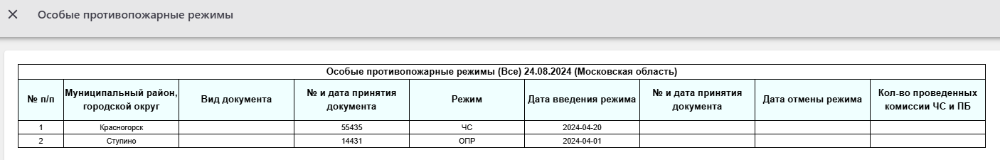 Особые противопожарные режимы
Особые противопожарные режимы (Все) 24.08.2024 (Московская область)
№ п/п Муниципальный район, городской округ Вид документа № и дата принятия документа Режим Дата введения режима № и дата принятия документа Дата отмены режима Кол-во проведенных комиссии ЧС и ПБ
1 Красногорск 55435 ЧС 2024-04-20
2 Ступино 14431 ОПР 2024-04-01